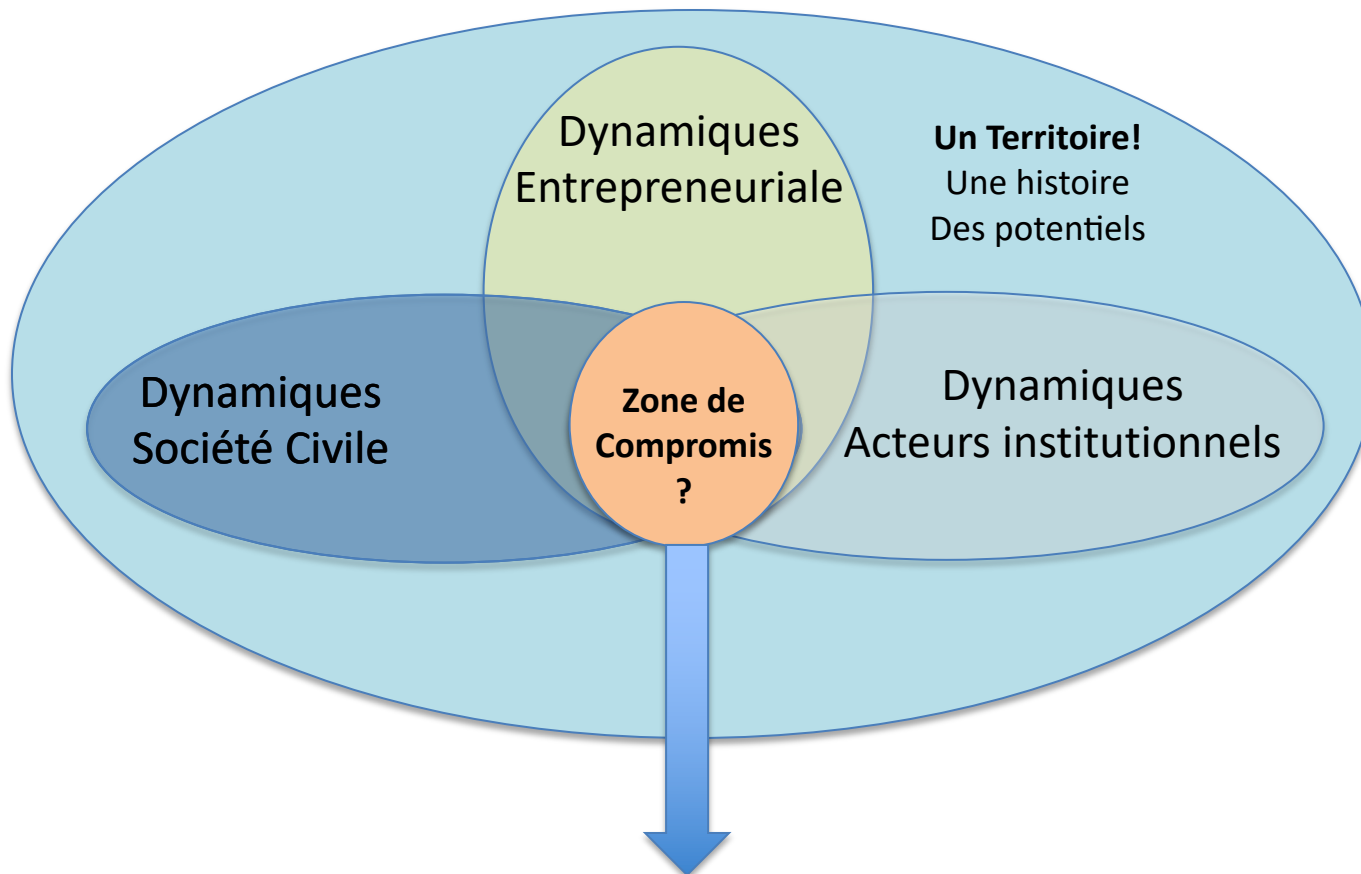 Dynamiques
Entrepreneuriale
Un Territoire!
Une histoire
Des potentiels
Dynamiques
Société Civile
Zone de
Compromis
?
Dynamiques
Acteurs institutionnels